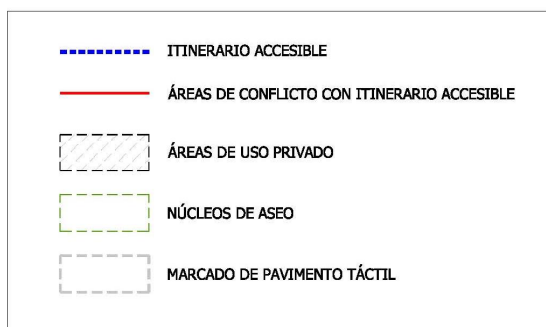 ITINERARIO ACCESIBLE
ÁREAS DE CONFLICTO CON ITINERARIO ACCESIBLE
ÁREAS DE USO PRIVADO
NÚCLEOS DE ASEO
MARCADO DE PAVIMENTO TÁCTIL